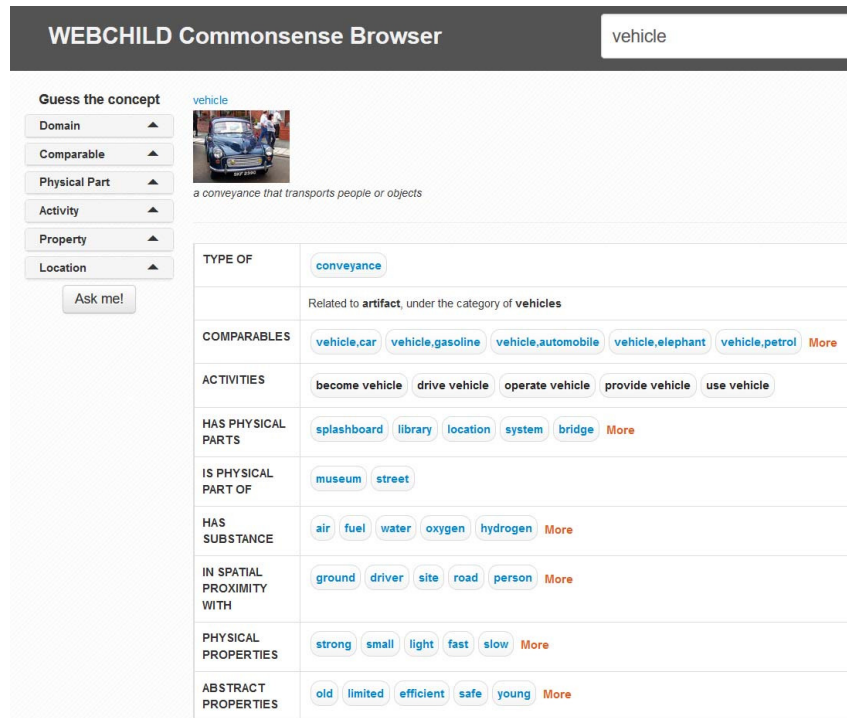 WEBCHILD Commonsense Browser
vehicle
Guess the concept
Domain
Comparable
Physical Part
Activity
Property
Location
Ask me!
vehicle
a conveyance that transports people or objects
TYPE OF
conveyance
Related to artifact, under the category of vehicles
COMPARABLES
vehicle,car vehicle,gasoline vehicle,automobile vehicle,elephant vehicle,petrol More
ACTIVITIES
become vehicle drive vehicle operate vehicle provide vehicle use vehicle
HAS PHYSICAL
PARTS
splashboard library location system bridge More
IS PHYSICAL
PART OF
museum street
HAS
SUBSTANCE
air fuel water oxygen hydrogen More
IN SPATIAL
PROXIMITY
WITH
ground driver site road person More
PHYSICAL
PROPERTIES
strong small light fast slow More
ABSTRACT
PROPERTIES
old limited efficient safe young More